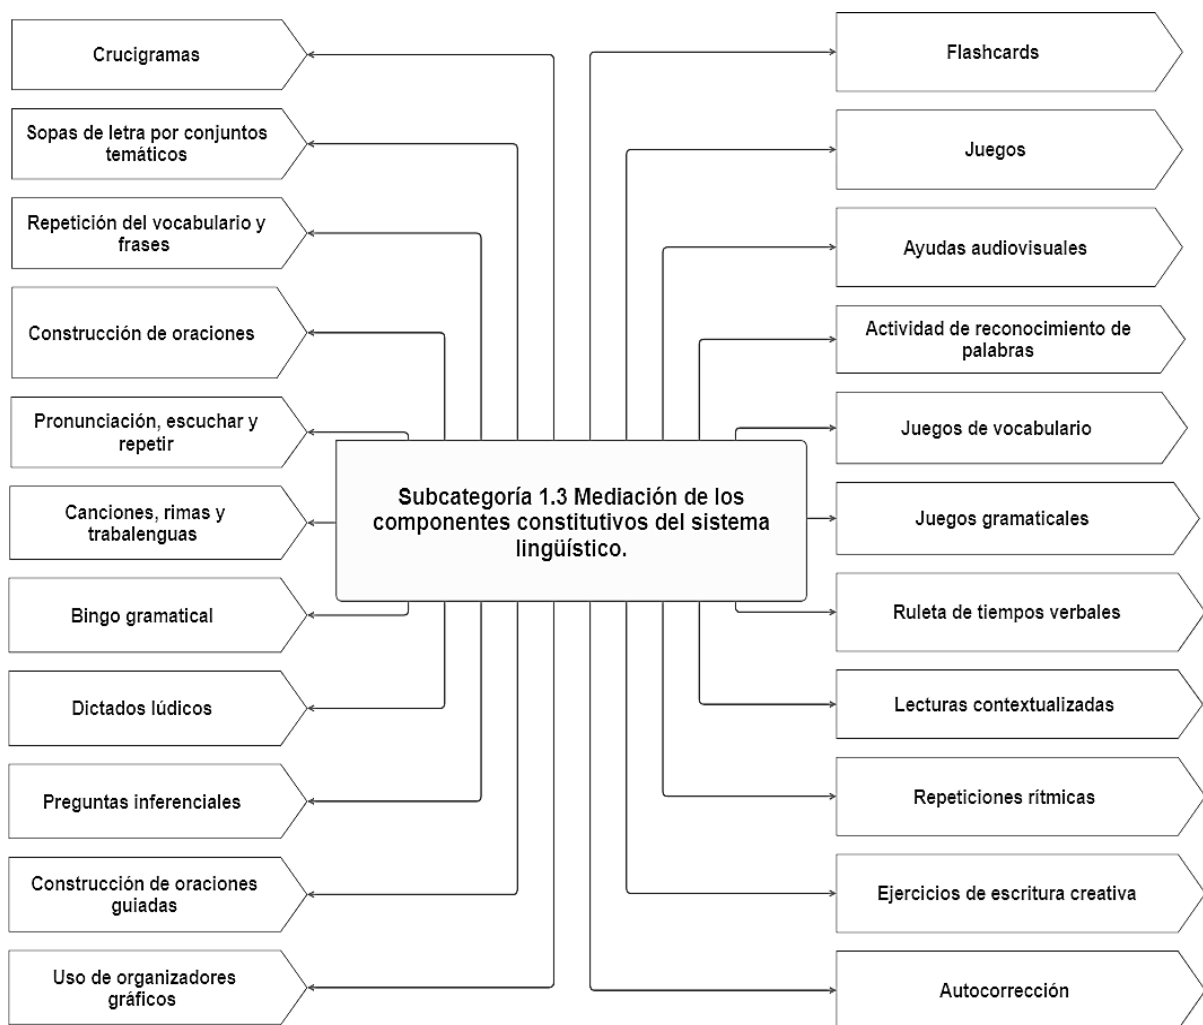 Crucigramas
Sopas de letra por conjuntos
temáticos
Repetición del vocabulario y
frases
Construcción de oraciones
Pronunciación, escuchar y
repetir
Canciones, rimas y
trabalenguas
Bingo gramatical
Dictados lúdicos
Preguntas inferenciales
Construcción de oraciones
guiadas
Uso de organizadores
gráficos
Subcategoría 1.3 Mediación de los
componentes constitutivos del sistema
lingüístico.
Flashcards
Juegos
Ayudas audiovisuales
Actividad de reconocimiento de
palabras
Juegos de vocabulario
Juegos gramaticales
Ruleta de tiempos verbales
Lecturas contextualizadas
Repeticiones rítmicas
Ejercicios de escritura creativa
Autocorrección